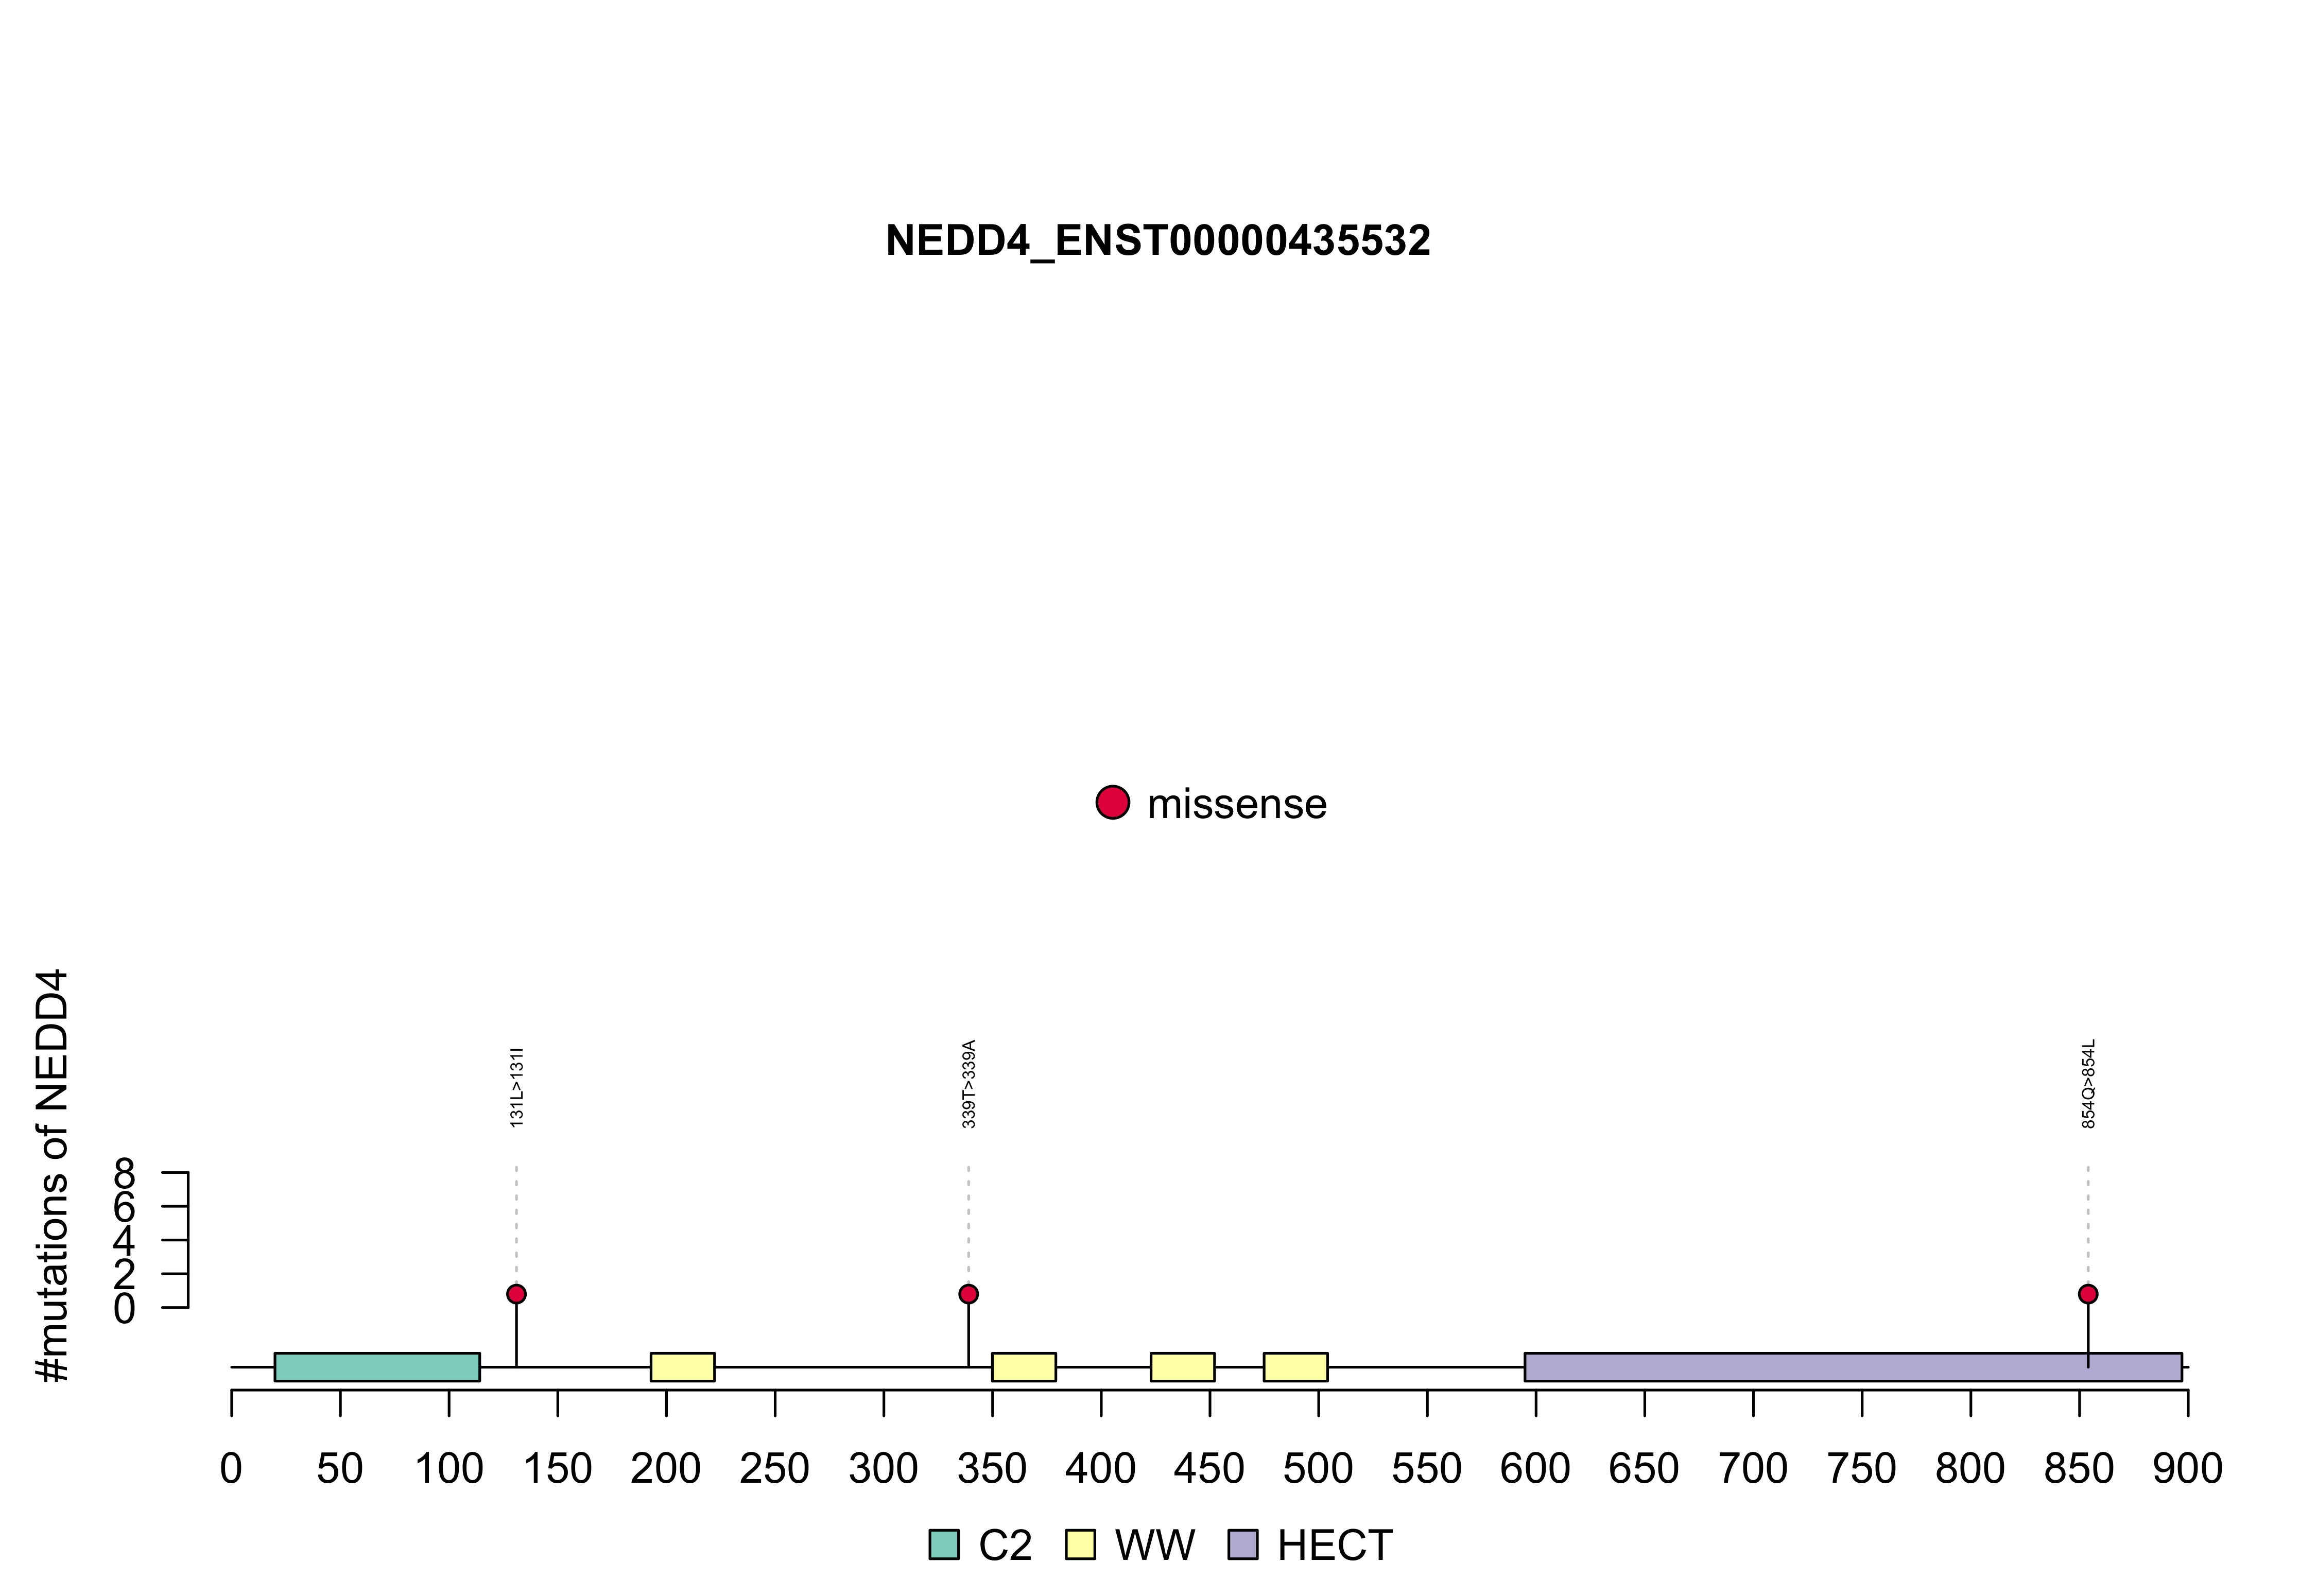 NEDD4_ENST00000435532
missense
#mutations of NEDD4
131L>131I
339T>339A
854Q>854L
8
6
4
2
0
0 50 100 150 200 250 300 350 400 450 500 550 600 650 700 750 800 850 900
C2 WW HECT